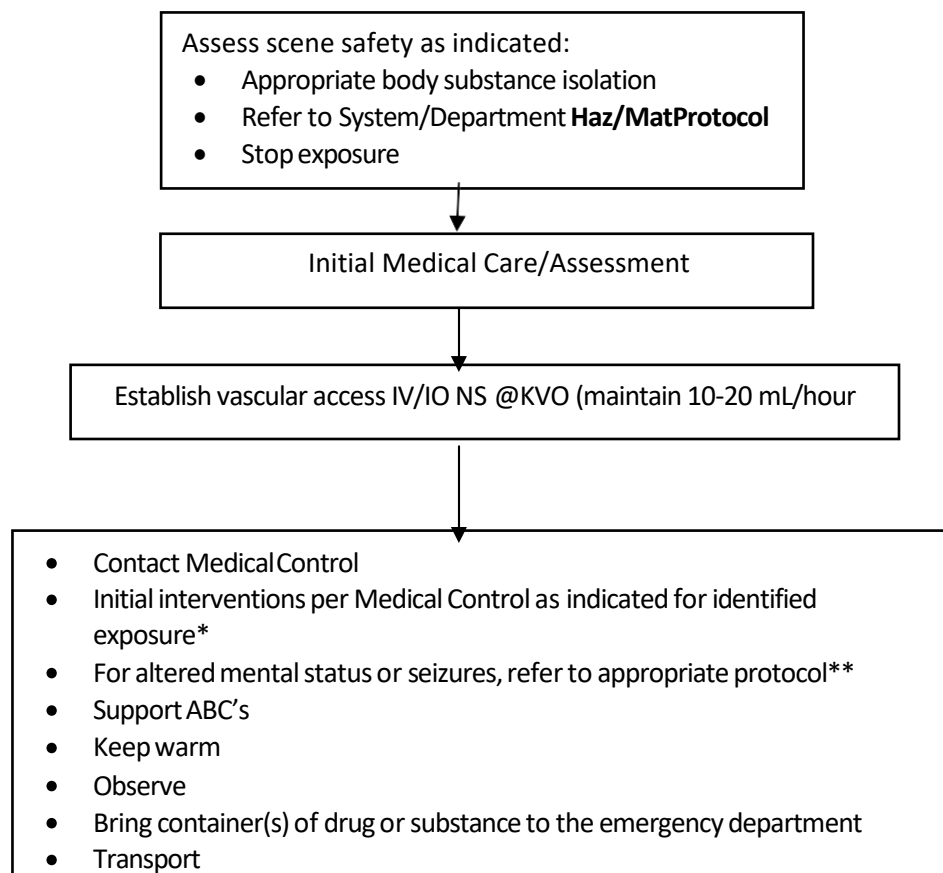 Assess scene safety as indicated:
• Appropriate body substance isolation
• Refer to System/Department Haz/MatProtocol
• Stop exposure
Initial Medical Care/Assessment
Establish vascular access IV/IO NS @KVO (maintain 10-20 mL/hour
• Contact Medical Control
• Initial interventions per Medical Control as indicated for identified
exposure*
• For altered mental status or seizures, refer to appropriate protocol**
• Support ABC's
• Keep warm
• Observe
• Bring container(s) of drug or substance to the emergency department
• Transport